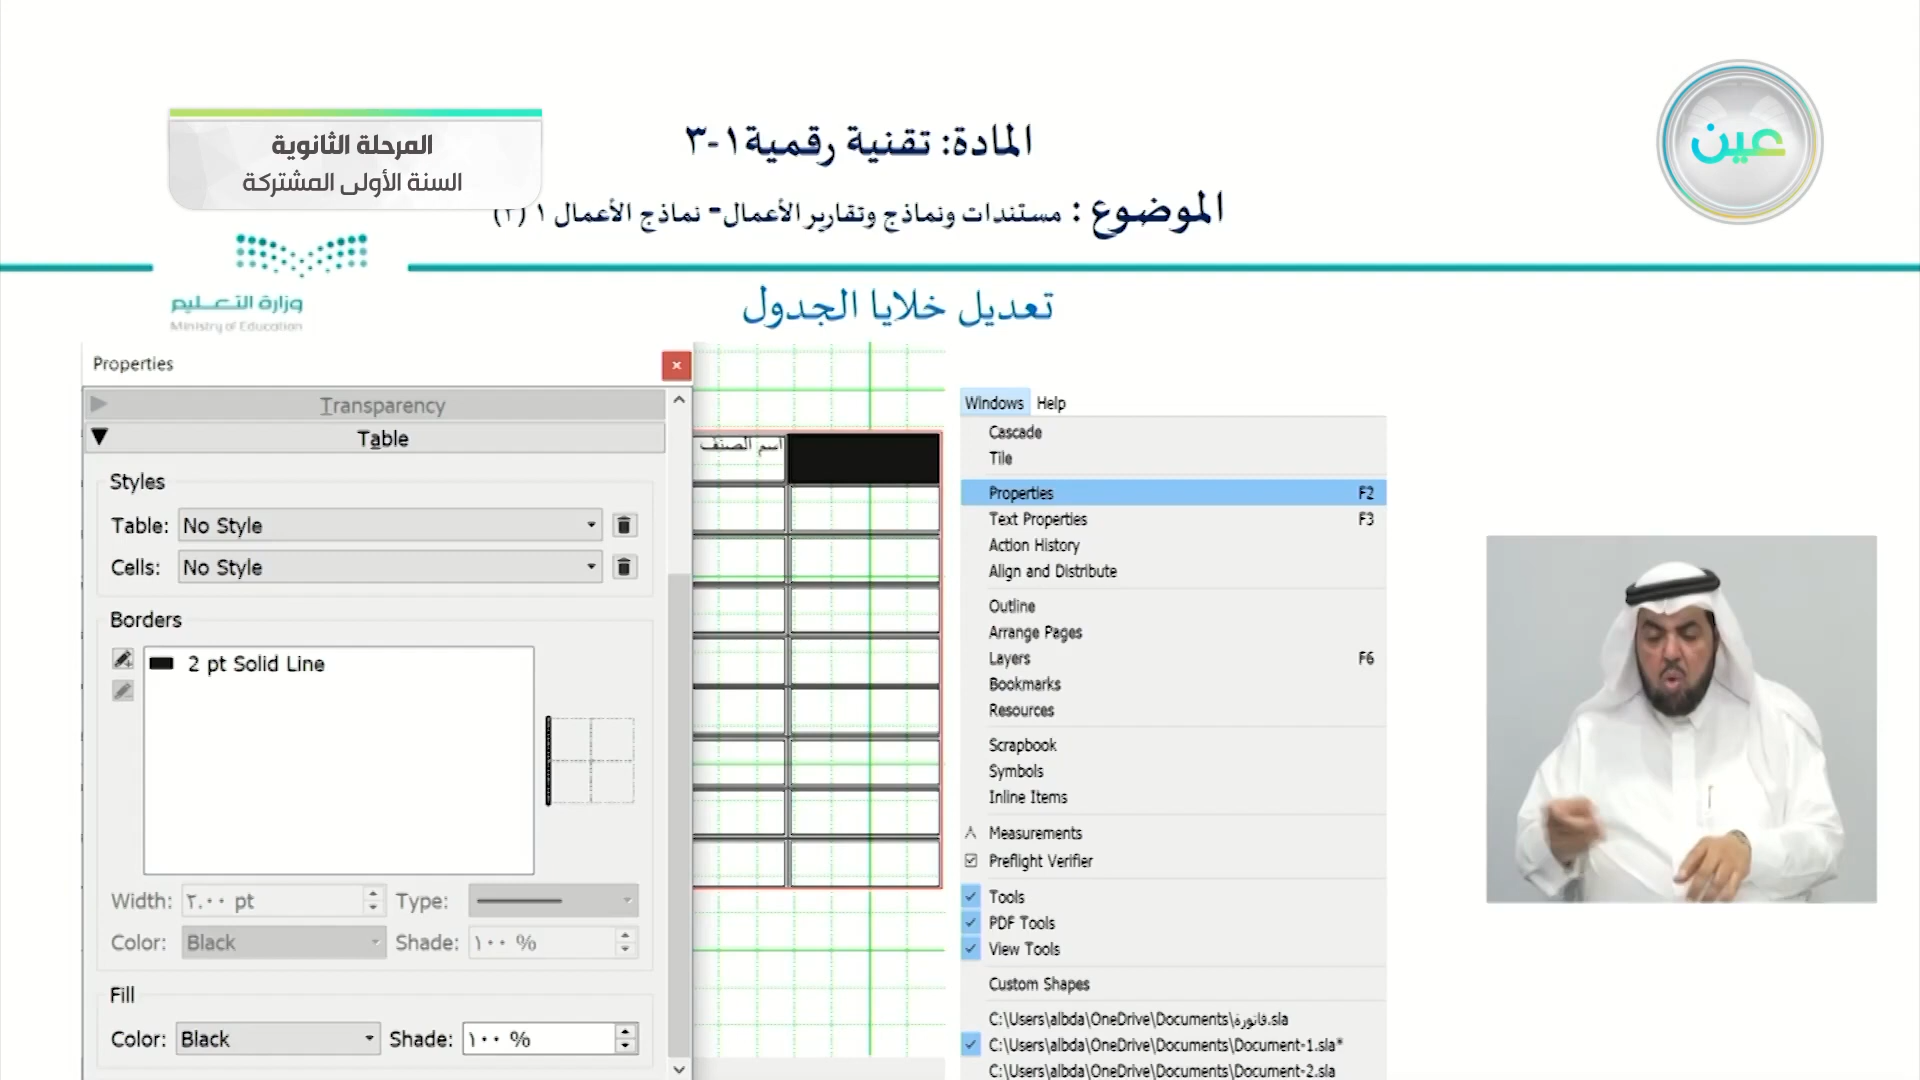 المرحلة الثانوية
السنة الأولى المشتركة
المادة: تقنية رقمية١-٣
الموضوع : مستندات ونماذج وتقارير الأعمال- نماذج الأعمال ١ (٢)
عين
وزارة التعـليم
Ministry of Education
تعديل خلايا الجدول
Properties
Transparency
Table
Styles
Table: No Style
Cells: No Style
Borders
2 pt Solid Line
Width: ٢.٠٠ pt Type:
Color: Black Shade: ١٠٠ %
Fill
Color: Black Shade: ١٠٠ %
اسم الصنف
Windows Help
Cascade
Tile
Properties F2
Text Properties F3
Action History
Align and Distribute
Outline
Arrange Pages
Layers F6
Bookmarks
Resources
Scrapbook
Symbols
Inline Items
Measurements
Preflight Verifier
Tools
PDF Tools
View Tools
Custom Shapes
C:\Users\albda\OneDrive\Documents\فاتورة.sla
C:\Users\albda\OneDrive\Documents\Document-1.sla*
C:\Users\albda\OneDrive\Documents\Document-2.sla